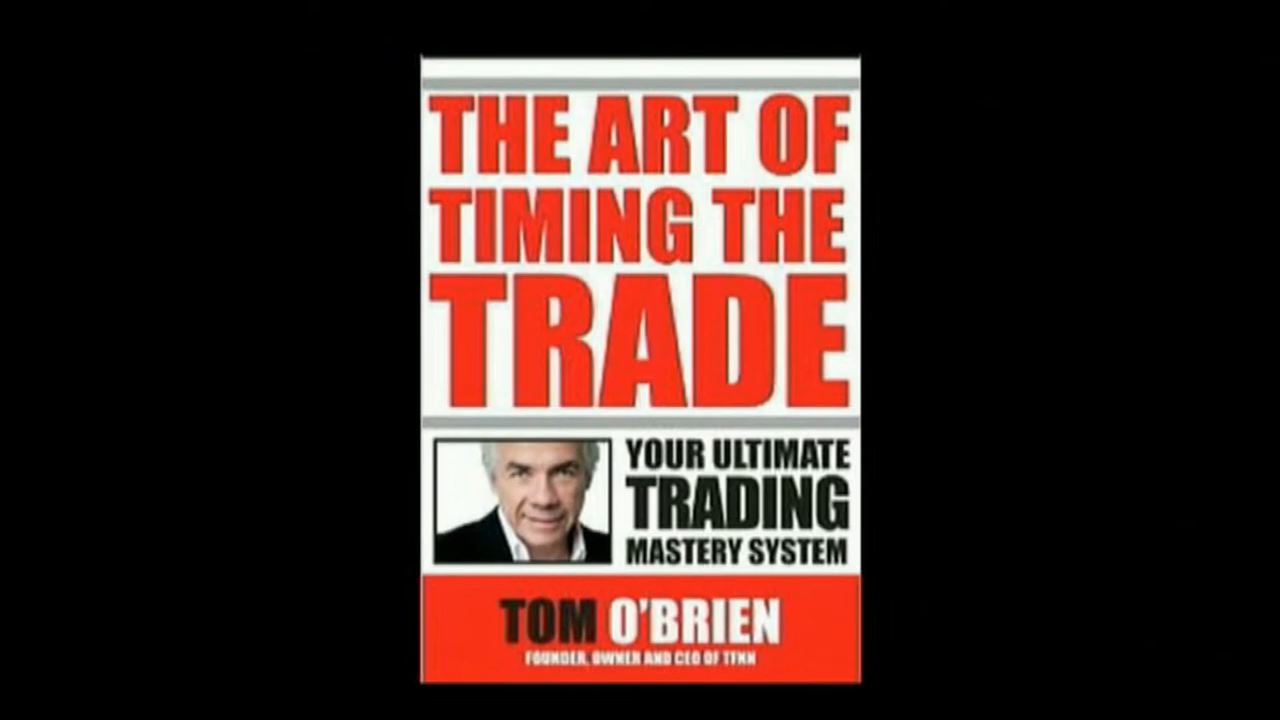 THE ART OF
TIMING THE
TRADE
YOUR ULTIMATE
TRADING
MASTERY SYSTEM
TOM O'BRIEN
FOUNDER, OWNER AND CEO OF TFNN